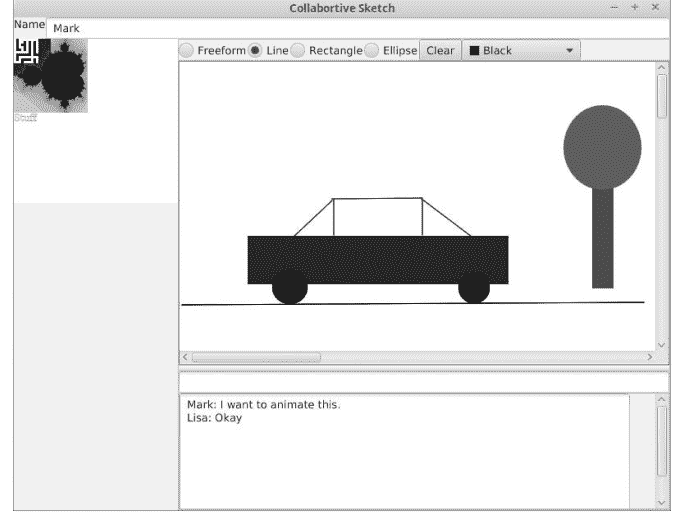 Collabortive Sketch
Name Mark
Stuff
Freeform Line Rectangle Ellipse Clear Black
Mark: I want to animate this.
Lisa: Okay